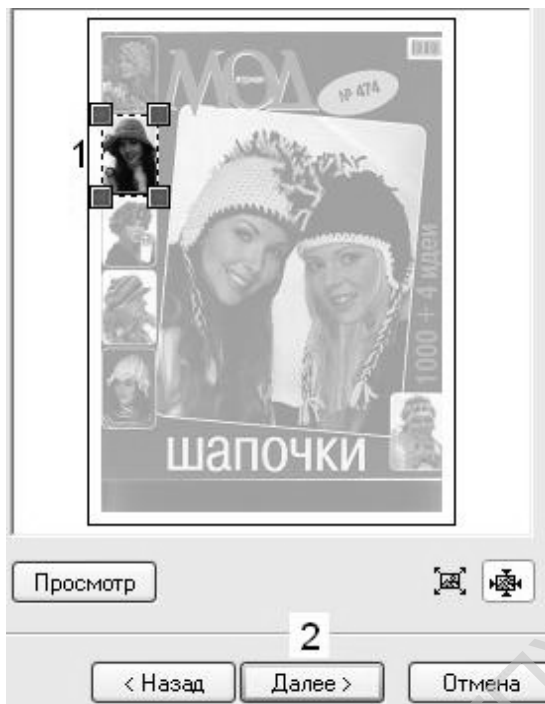 МОД
№ 474
1
1000 + 4 идеи
шапочки
Просмотр
2
< Назад
Далее >
Отмена